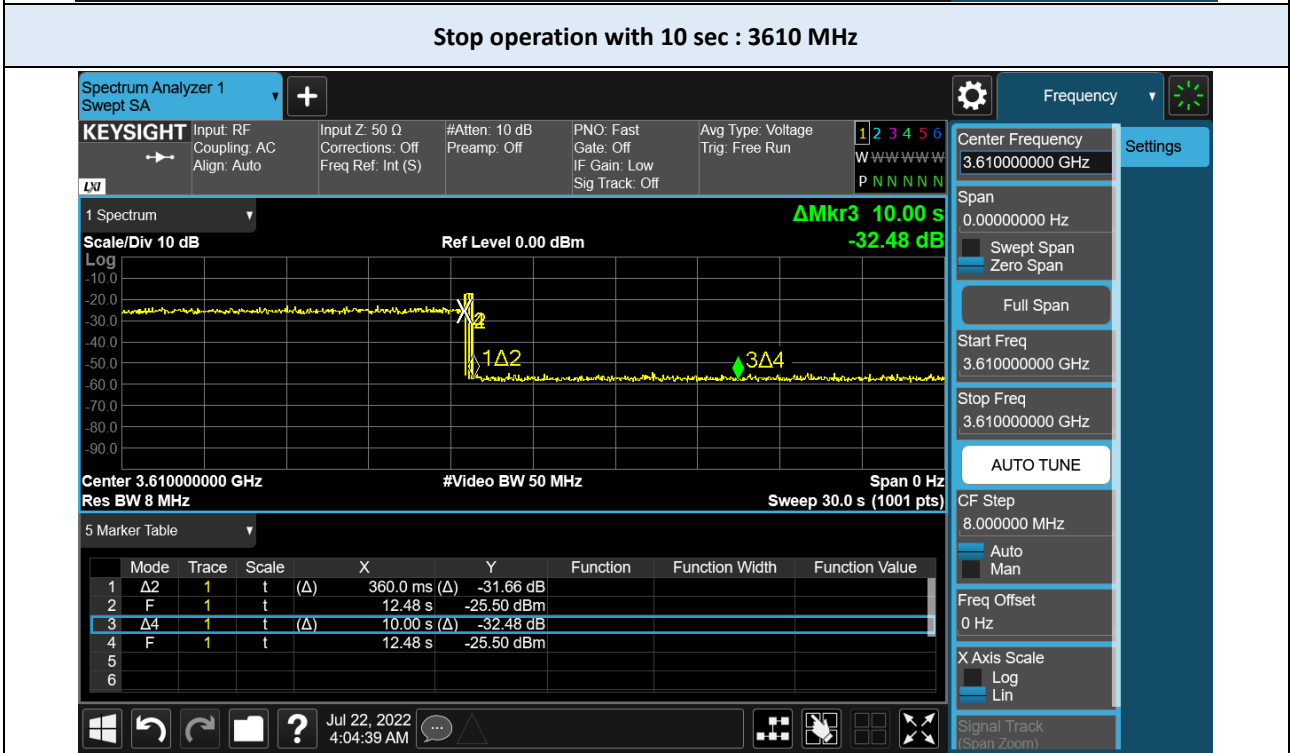 Stop operation with 10 sec : 3610 MHz
Spectrum Analyzer 1
Swept SA
Frequency
KEYSIGHT
Input: RF
Coupling: AC
Align: Auto
Input Z: 50 Ω
Corrections: Off
Freq Ref: Int (S)
#Atten: 10 dB
Preamp: Off
PNO: Fast
Gate: Off
IF Gain: Low
Sig Track: Off
Avg Type: Voltage
Trig: Free Run
1 2 3 4 5 6
W W W W W W
P N N N N N
LXI
Center Frequency
3.610000000 GHz
Settings
Span
0.00000000 Hz
Swept Span
Zero Span
Full Span
Start Freq
3.610000000 GHz
Stop Freq
3.610000000 GHz
AUTO TUNE
CF Step
8.000000 MHz
Auto
Man
Freq Offset
0 Hz
X Axis Scale
Log
Lin
Signal Track
(Span Zoom)
1 Spectrum
ΔMkr3 10.00 s
-32.48 dB
Scale/Div 10 dB
Ref Level 0.00 dBm
Log
-10.0
-20.0
-30.0
-40.0
-50.0
-60.0
-70.0
-80.0
-90.0
1Δ2
3Δ4
Center 3.610000000 GHz
#Video BW 50 MHz
Span 0 Hz
Res BW 8 MHz
Sweep 30.0 s (1001 pts)
5 Marker Table
Mode Trace Scale X Y Function Function Width Function Value
1 Δ2 1 t (Δ) 360.0 ms (Δ) -31.66 dB
2 F 1 t 12.48 s -25.50 dBm
3 Δ4 1 t (Δ) 10.00 s (Δ) -32.48 dB
4 F 1 t 12.48 s -25.50 dBm
5
6
?
Jul 22, 2022
4:04:39 AM